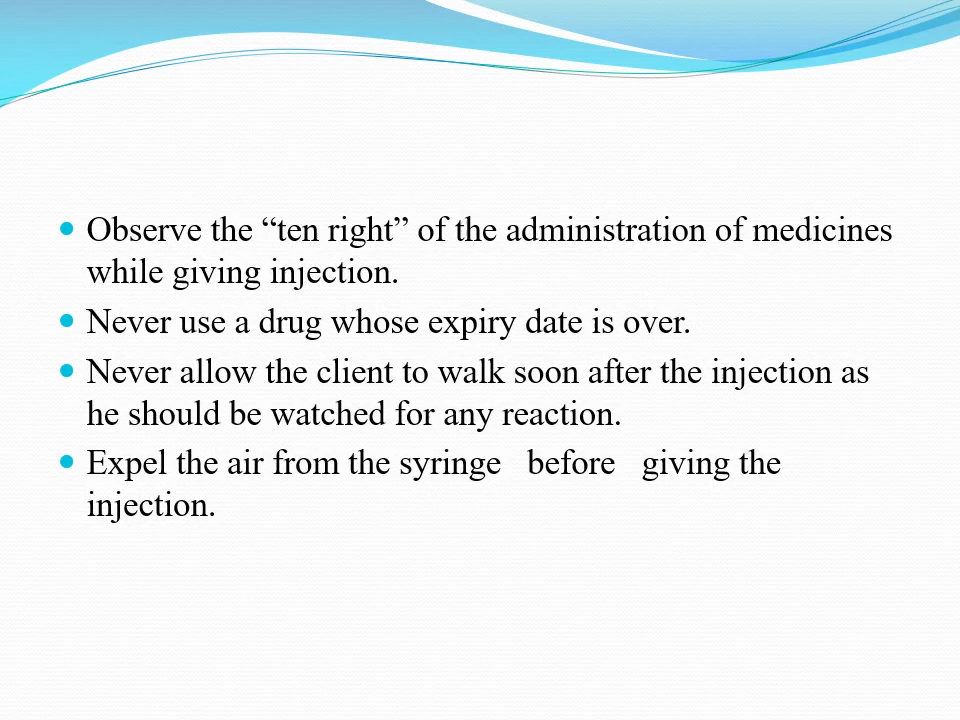 • Observe the “ten right” of the administration of medicines
while giving injection.
• Never use a drug whose expiry date is over.
• Never allow the client to walk soon after the injection as
he should be watched for any reaction.
• Expel the air from the syringe   before   giving the
injection.